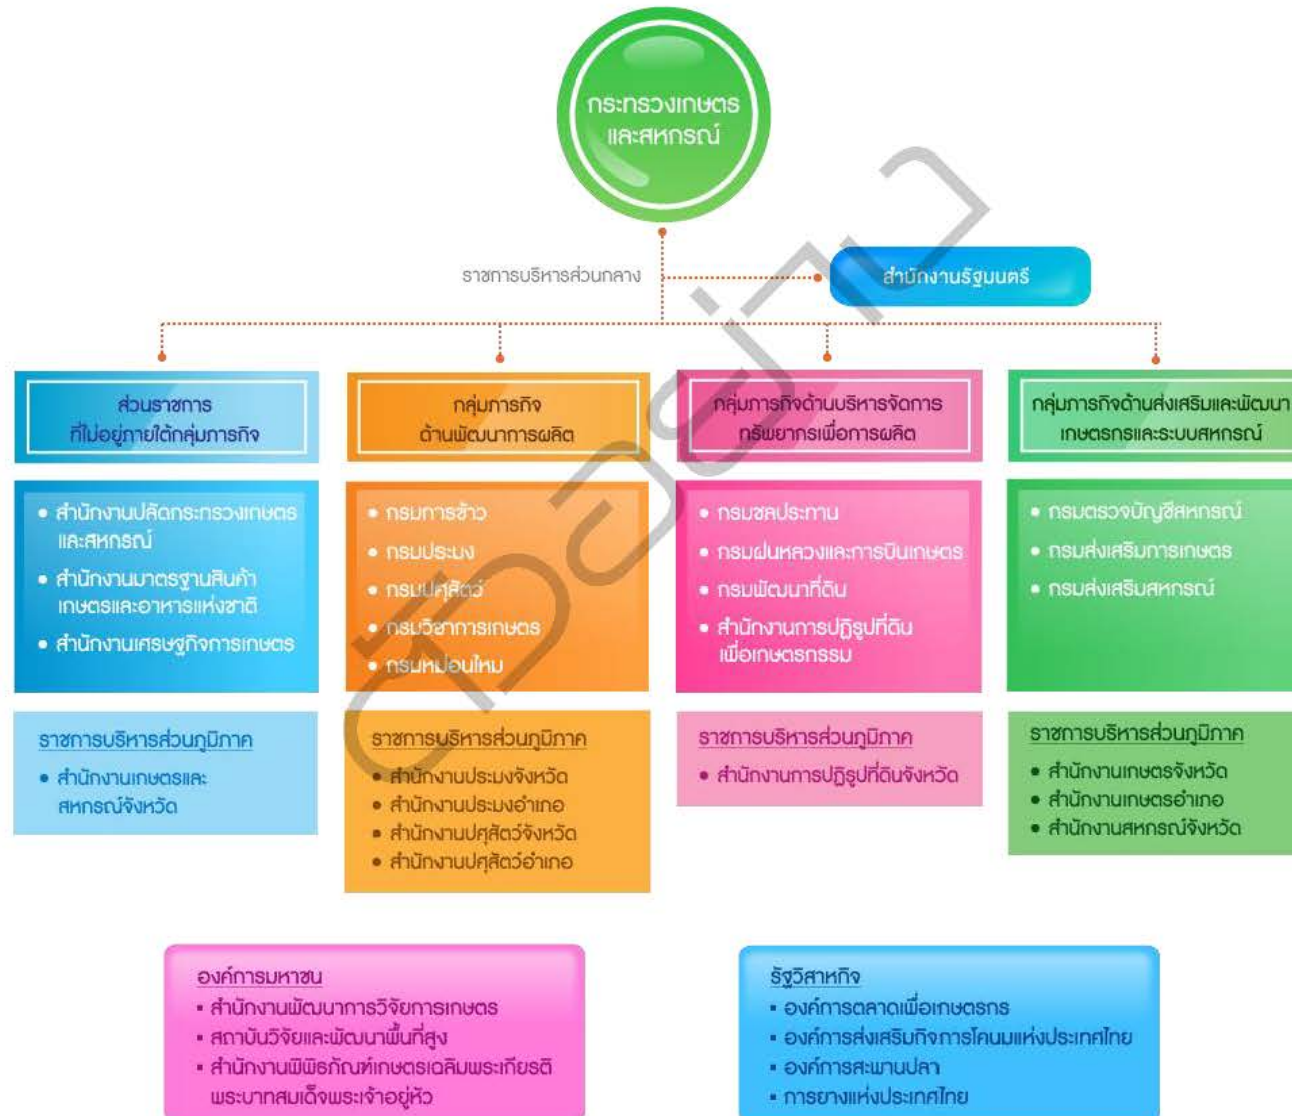 กระทรวงเกษตร
และสหกรณ์
ราชการบริหารส่วนกลาง
สำนักงานรัฐมนตรี
ส่วนราชการ
ที่ไม่อยู่ภายใต้กลุ่มภารกิจ
• สำนักงานปลัดกระทรวงเกษตร
และสหกรณ์
• สำนักงานมาตรฐานสินค้า
เกษตรและอาหารแห่งชาติ
• สำนักงานเศรษฐกิจการเกษตร
ราชการบริหารส่วนภูมิภาค
• สำนักงานเกษตรและ
สหกรณ์จังหวัด
กลุ่มภารกิจ
ด้านพัฒนาการผลิต
• กรมการข้าว
• กรมประมง
• กรมปศุสัตว์
• กรมวิชาการเกษตร
• กรมหม่อนไหม
ราชการบริหารส่วนภูมิภาค
• สำนักงานประมงจังหวัด
• สำนักงานประมงอำเภอ
• สำนักงานปศุสัตว์จังหวัด
• สำนักงานปศุสัตว์อำเภอ
กลุ่มภารกิจด้านบริหารจัดการ
ทรัพยากรเพื่อการผลิต
• กรมชลประทาน
• กรมฝนหลวงและการบินเกษตร
• กรมพัฒนาที่ดิน
• สำนักงานการปฏิรูปที่ดิน
เพื่อเกษตรกรรม
ราชการบริหารส่วนภูมิภาค
• สำนักงานการปฏิรูปที่ดินจังหวัด
กลุ่มภารกิจด้านส่งเสริมและพัฒนา
เกษตรกรและระบบสหกรณ์
• กรมตรวจบัญชีสหกรณ์
• กรมส่งเสริมการเกษตร
• กรมส่งเสริมสหกรณ์
ราชการบริหารส่วนภูมิภาค
• สำนักงานเกษตรจังหวัด
• สำนักงานเกษตรอำเภอ
• สำนักงานสหกรณ์จังหวัด
องค์การมหาชน
▪ สำนักงานพัฒนาการวิจัยการเกษตร
▪ สถาบันวิจัยและพัฒนาพื้นที่สูง
▪ สำนักงานพิพิธภัณฑ์เกษตรเฉลิมพระเกียรติ
พระบาทสมเด็จพระเจ้าอยู่หัว
รัฐวิสาหกิจ
▪ องค์การตลาดเพื่อเกษตรกร
▪ องค์การส่งเสริมกิจการโคนมแห่งประเทศไทย
▪ องค์การสะพานปลา
▪ การยางแห่งประเทศไทย
ตัวอย่าง